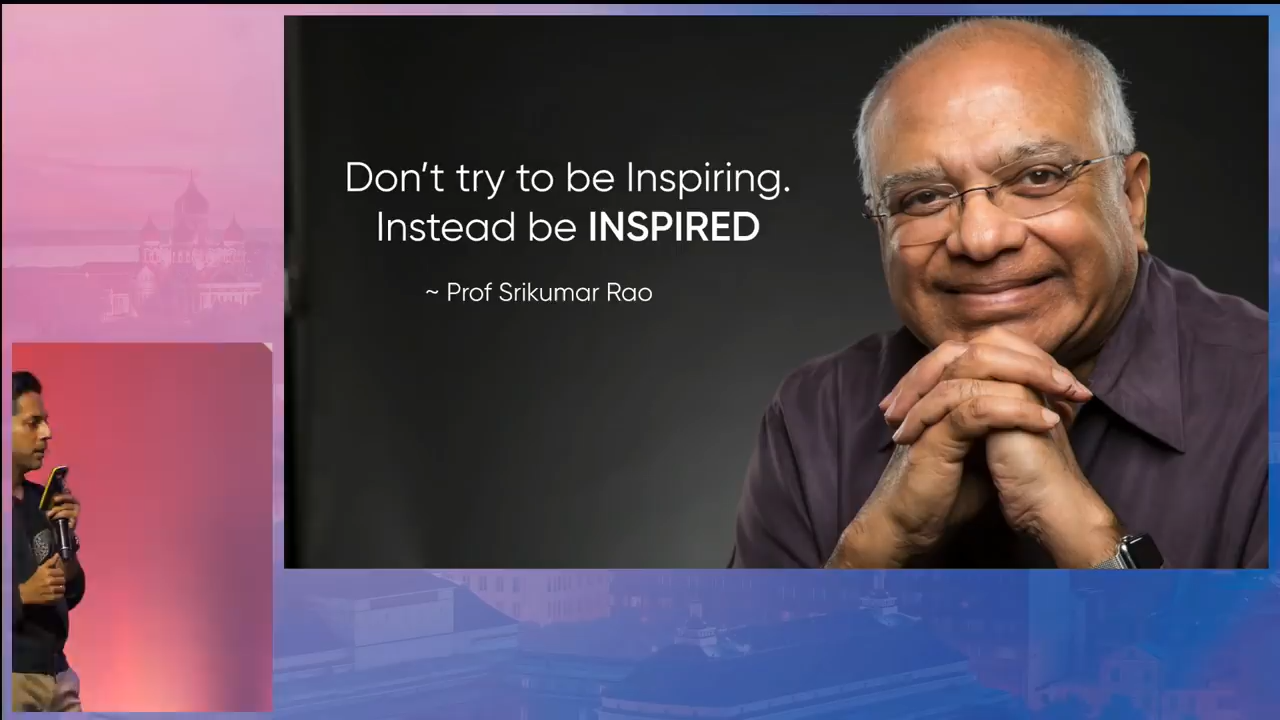 Don't try to be Inspiring.
Instead be INSPIRED
~ Prof Srikumar Rao